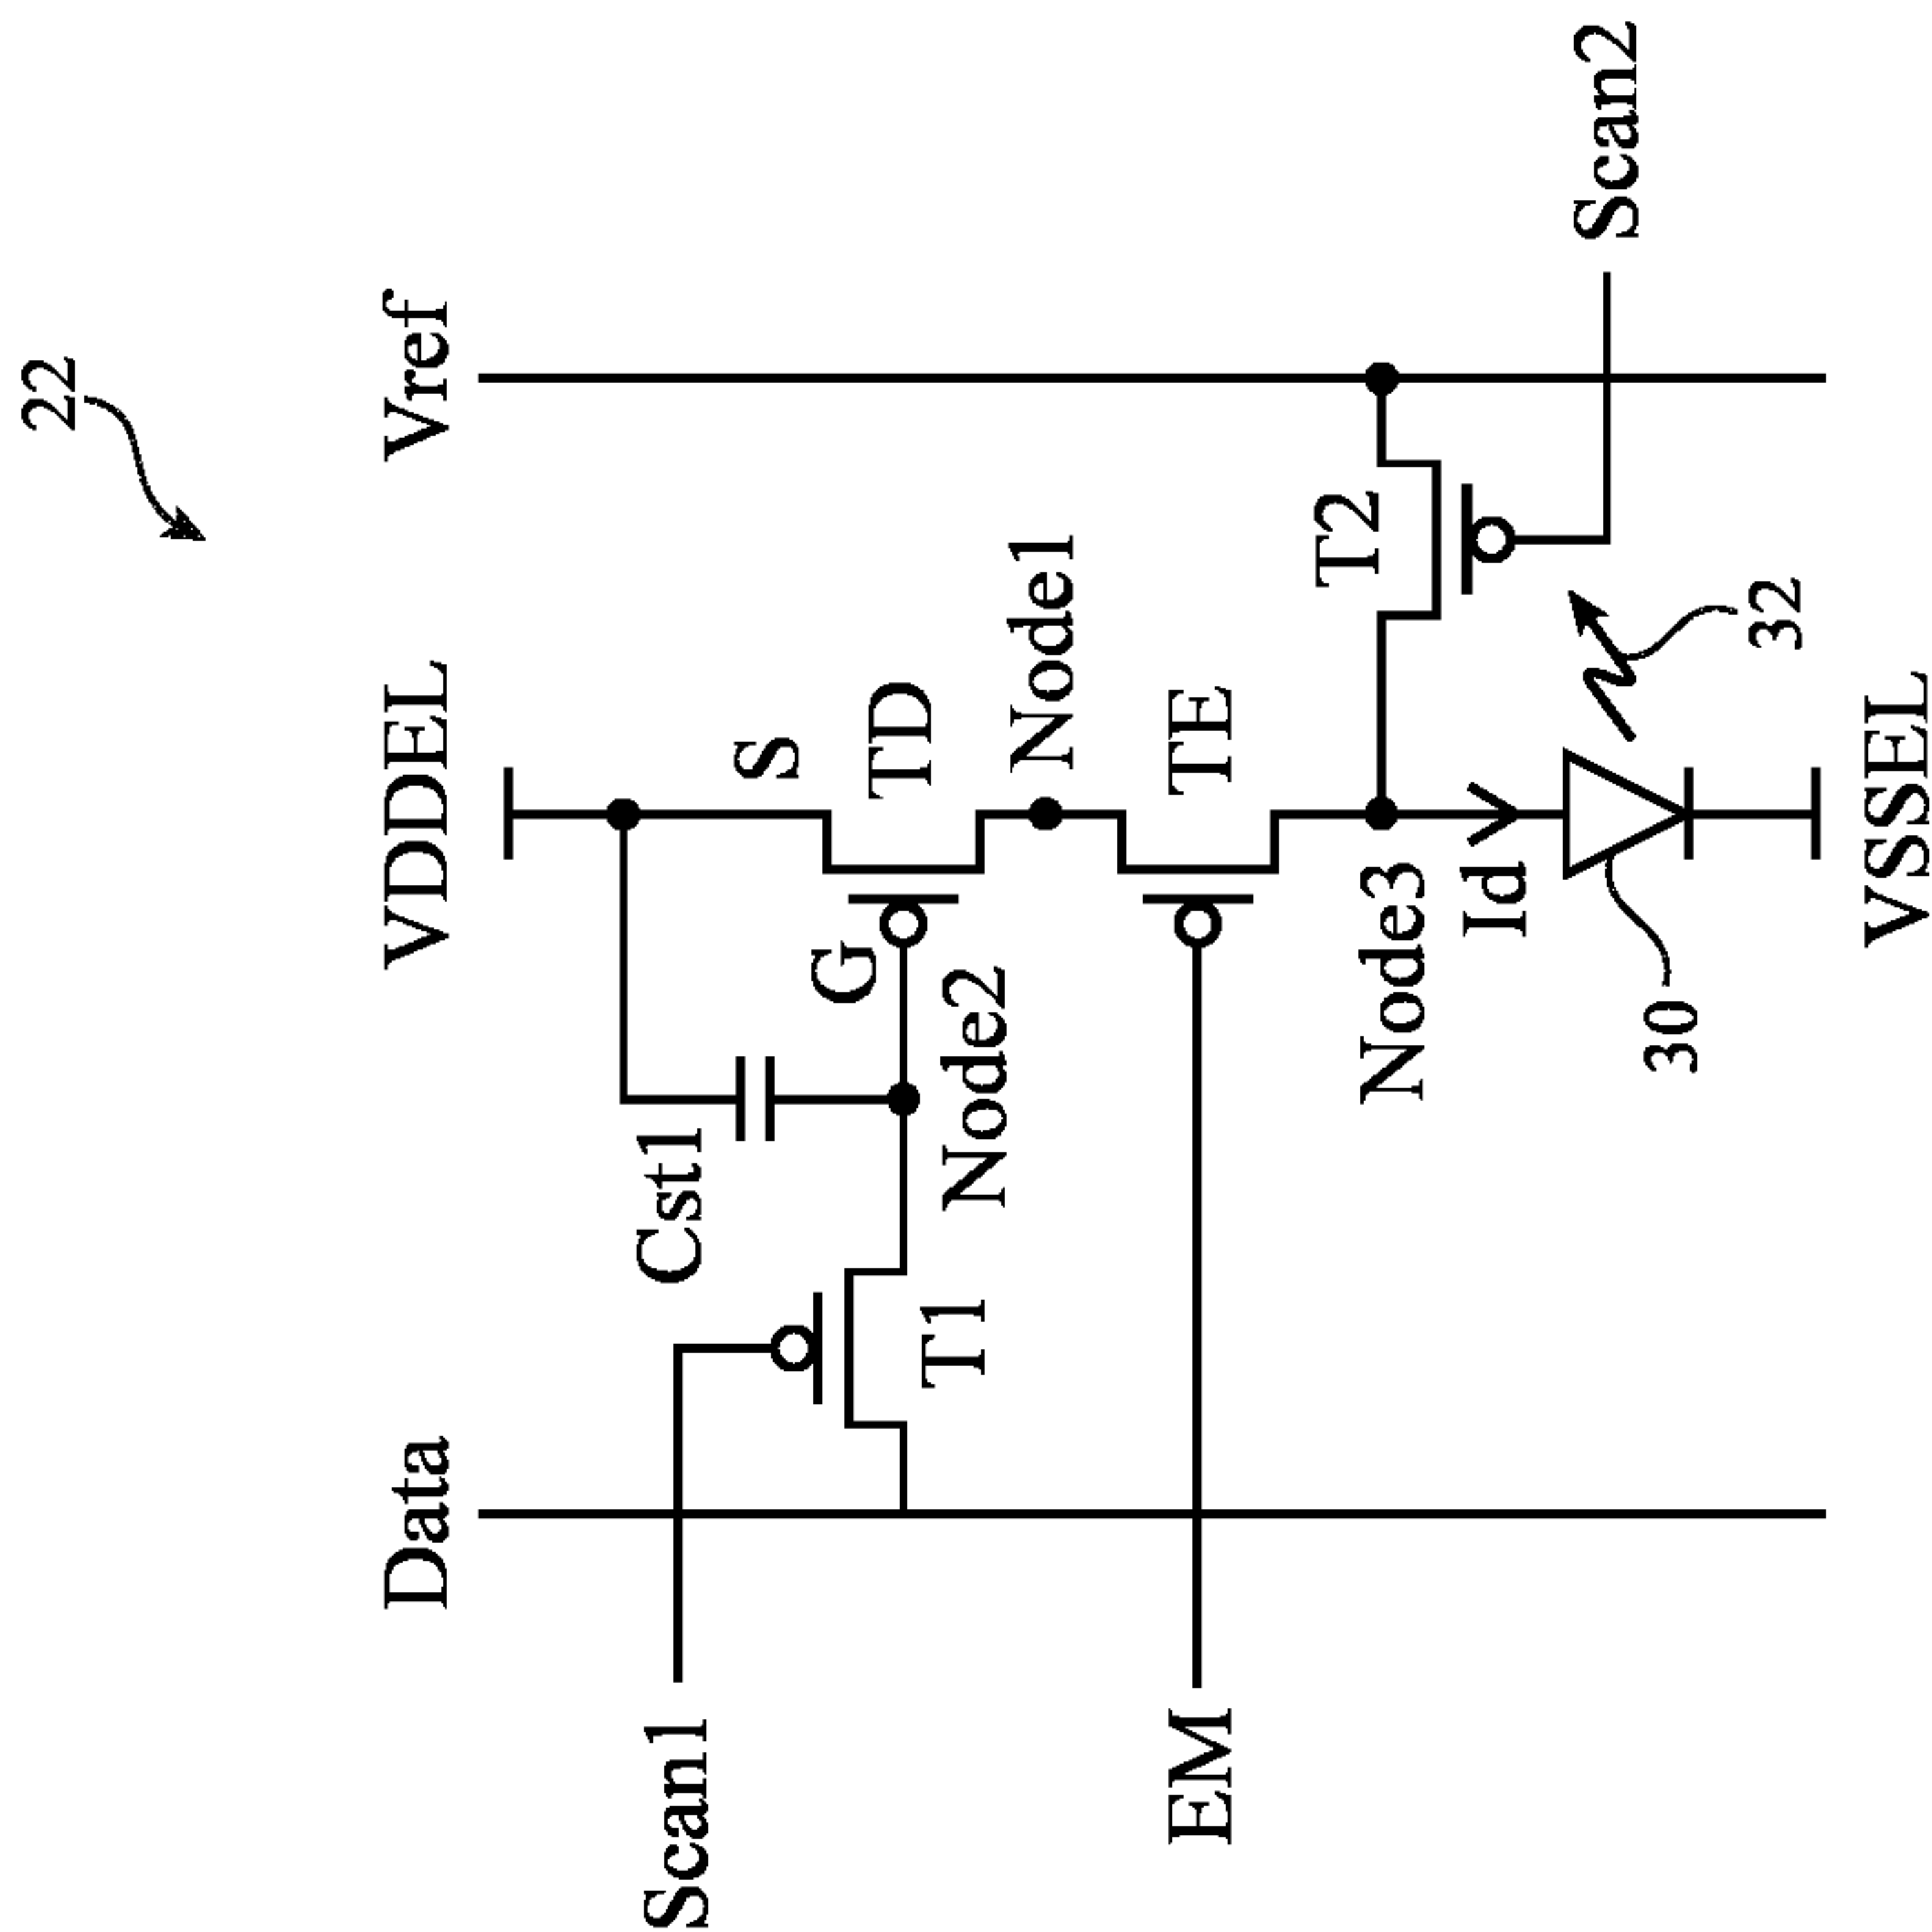 22
Data
VDDEL
Vref
Scan1
Cst1
S
G
TD
T1
Node2
Node1
EM
TE
T2
Node3
Id
Scan2
30
32
VSSEL